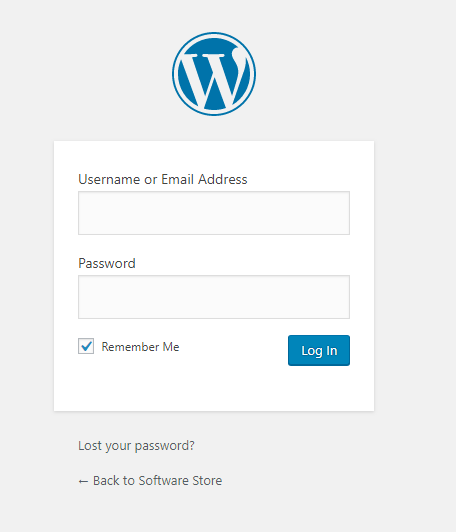 Username or Email Address
Password
Remember Me
Log In
Lost your password?
← Back to Software Store